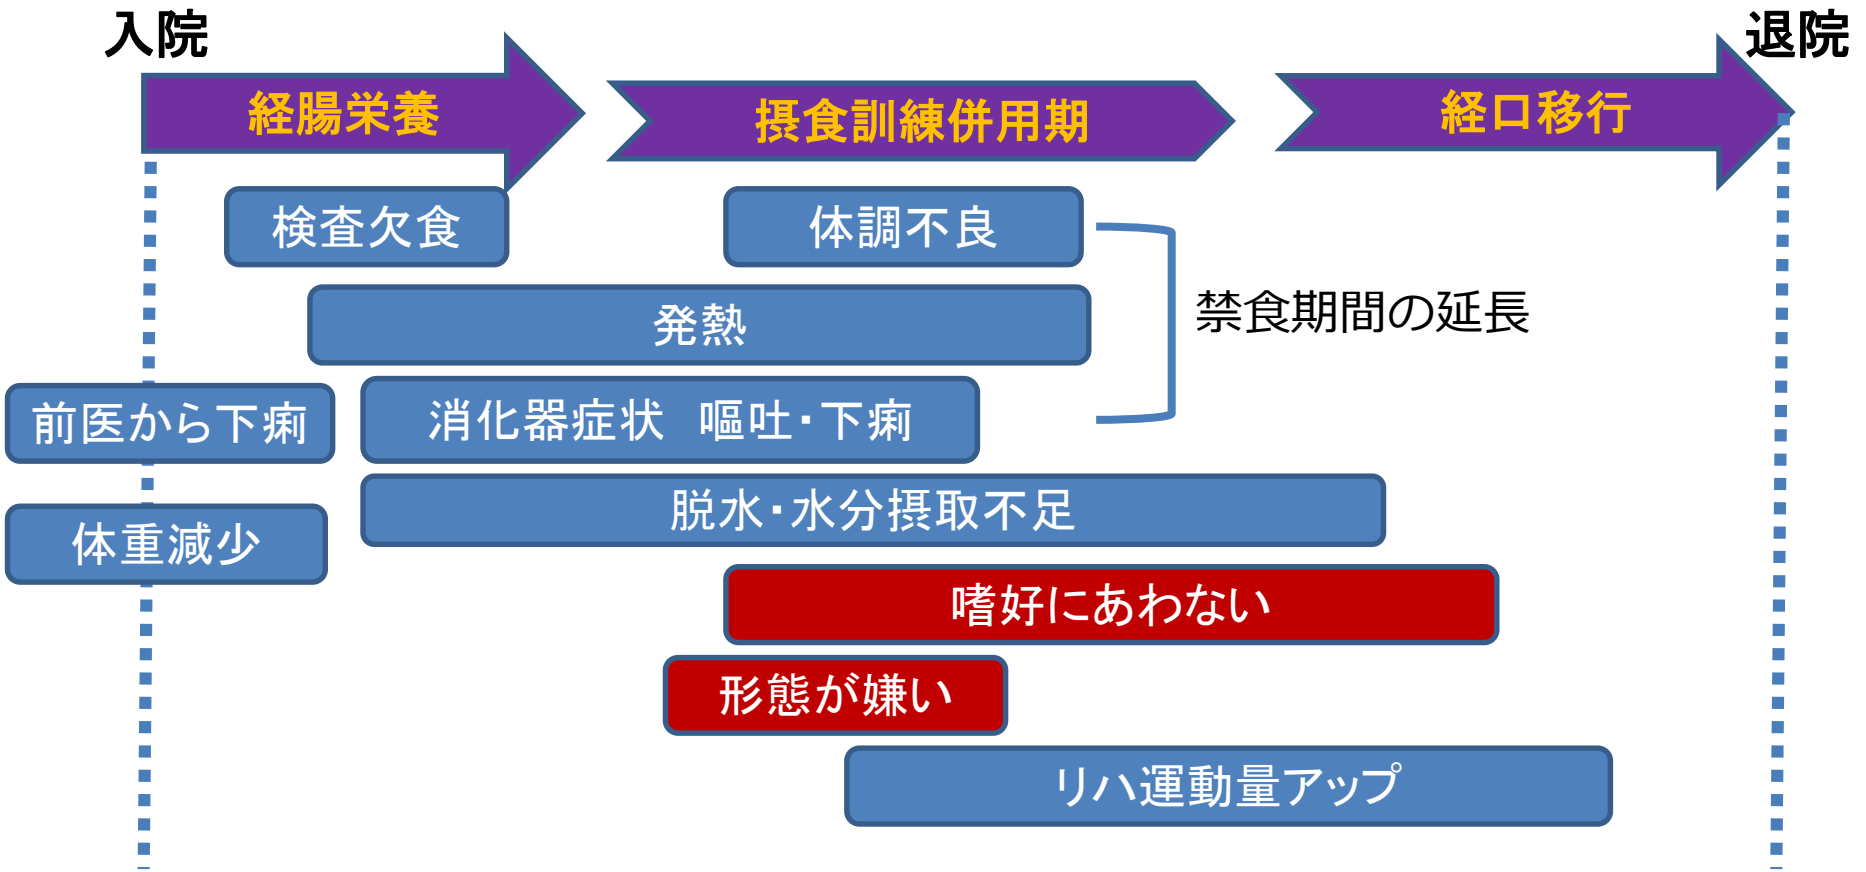 入院
退院
経腸栄養
摂食訓練併用期
経口移行
検査欠食
体調不良
発熱
禁食期間の延長
前医から下痢
消化器症状　嘔吐・下痢
脱水・水分摂取不足
体重減少
嗜好にあわない
形態が嫌い
リハ運動量アップ